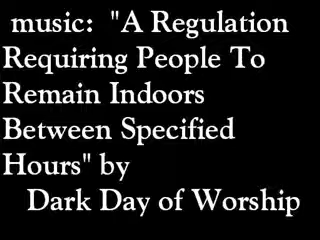 music: "A Regulation
Requiring People To
Remain Indoors
Between Specified
Hours" by
Dark Day of Worship